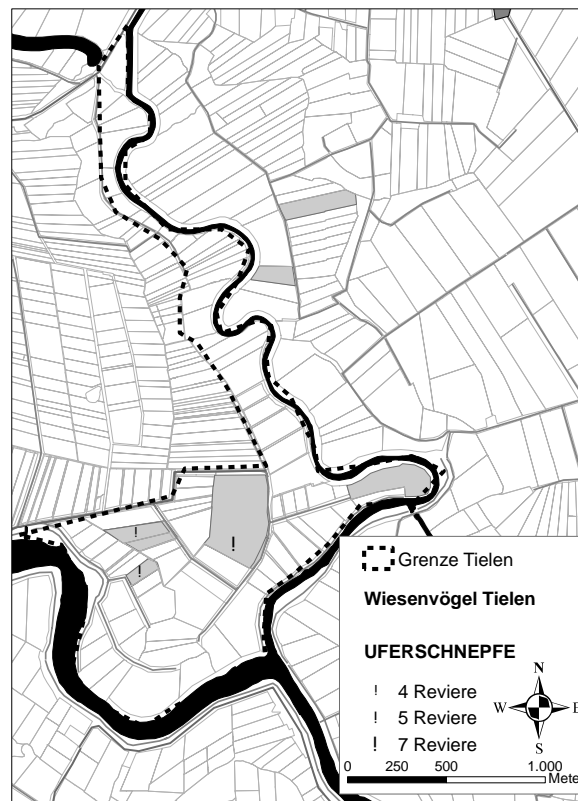 Grenze Tielen
Wiesenvögel Tielen
UFERSCHNEPFE
! 4 Reviere
! 5 Reviere
! 7 Reviere
N
W E
S
0 250 500 1.000
Mete
!
!
!